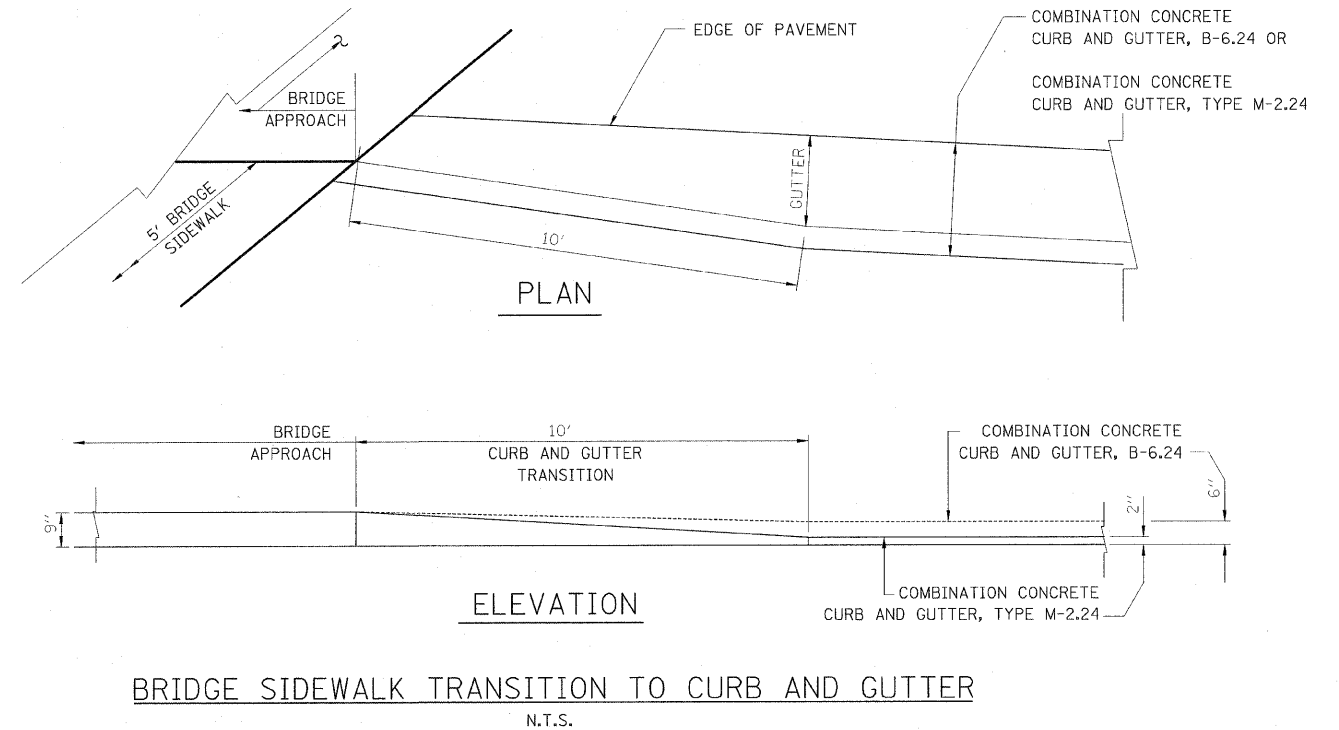 COMBINATION CONCRETE
CURB AND GUTTER, B-6.24 OR
COMBINATION CONCRETE
CURB AND GUTTER, TYPE M-2.24
EDGE OF PAVEMENT
BRIDGE
APPROACH
GUTTER
5' BRIDGE
SIDEWALK
10'
PLAN
BRIDGE
APPROACH
10'
CURB AND GUTTER
TRANSITION
COMBINATION CONCRETE
CURB AND GUTTER, B-6.24
9"
2"
6"
COMBINATION CONCRETE
CURB AND GUTTER, TYPE M-2.24
ELEVATION
BRIDGE SIDEWALK TRANSITION TO CURB AND GUTTER
N.T.S.